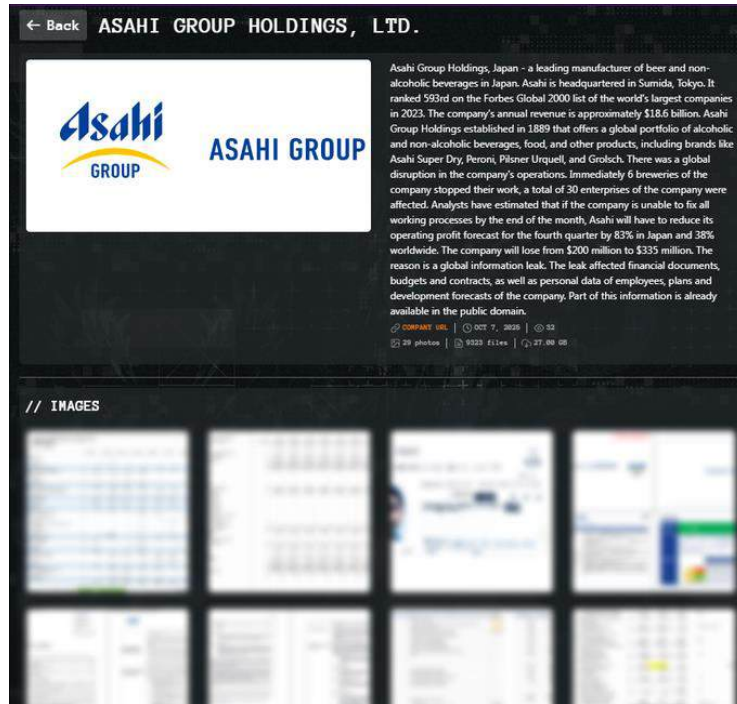 ← Back ASAHI GROUP HOLDINGS, LTD.
Asahi
GROUP
ASAHI GROUP
Asahi Group Holdings, Japan - a leading manufacturer of beer and non-
alcoholic beverages in Japan. Asahi is headquartered in Sumida, Tokyo. It
ranked 593rd on the Forbes Global 2000 list of the world's largest companies
in 2023. The company's annual revenue is approximately $18.6 billion. Asahi
Group Holdings established in 1889 that offers a global portfolio of alcoholic
and non-alcoholic beverages, food, and other products, including brands like
Asahi Super Dry, Peroni, Pilsner Urquell, and Grolsch. There was a global
disruption in the company's operations. Immediately 6 breweries of the
company stopped their work, a total of 30 enterprises of the company were
affected. Analysts have estimated that if the company is unable to fix all
working processes by the end of the month, Asahi will have to reduce its
operating profit forecast for the fourth quarter by 83% in Japan and 38%
worldwide. The company will lose from $200 million to $335 million. The
reason is a global information leak. The leak affected financial documents,
budgets and contracts, as well as personal data of employees, plans and
development forecasts of the company. Part of this information is already
available in the public domain.
COMPANY URL | OCT 7, 2025 | 32
29 photos | 9323 files | 27.00 GB
// IMAGES